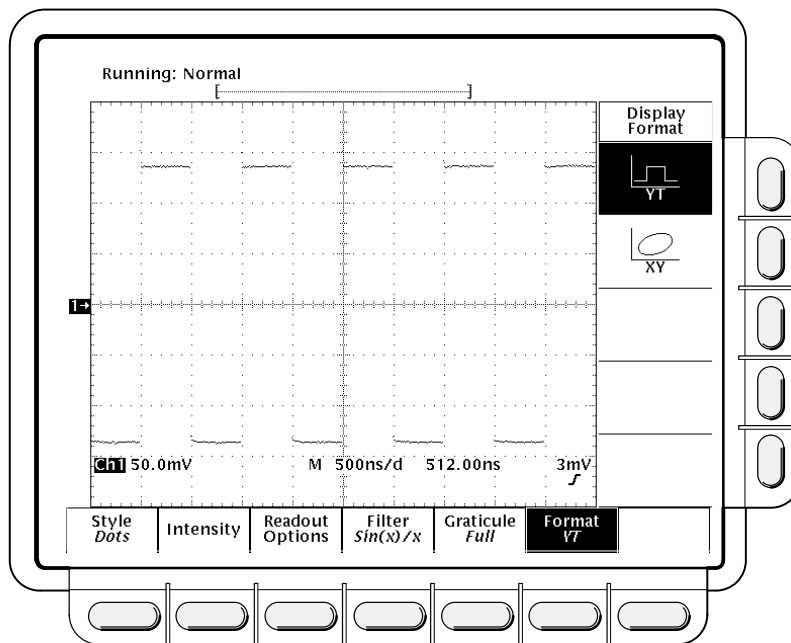 Running: Normal
Display
Format
YT
XY
1→
Ch1 50.0mV M 500ns/d 512.00ns 3mV
Style
Dots
Intensity
Readout
Options
Filter
Sin(x)/x
Graticule
Full
Format
YT